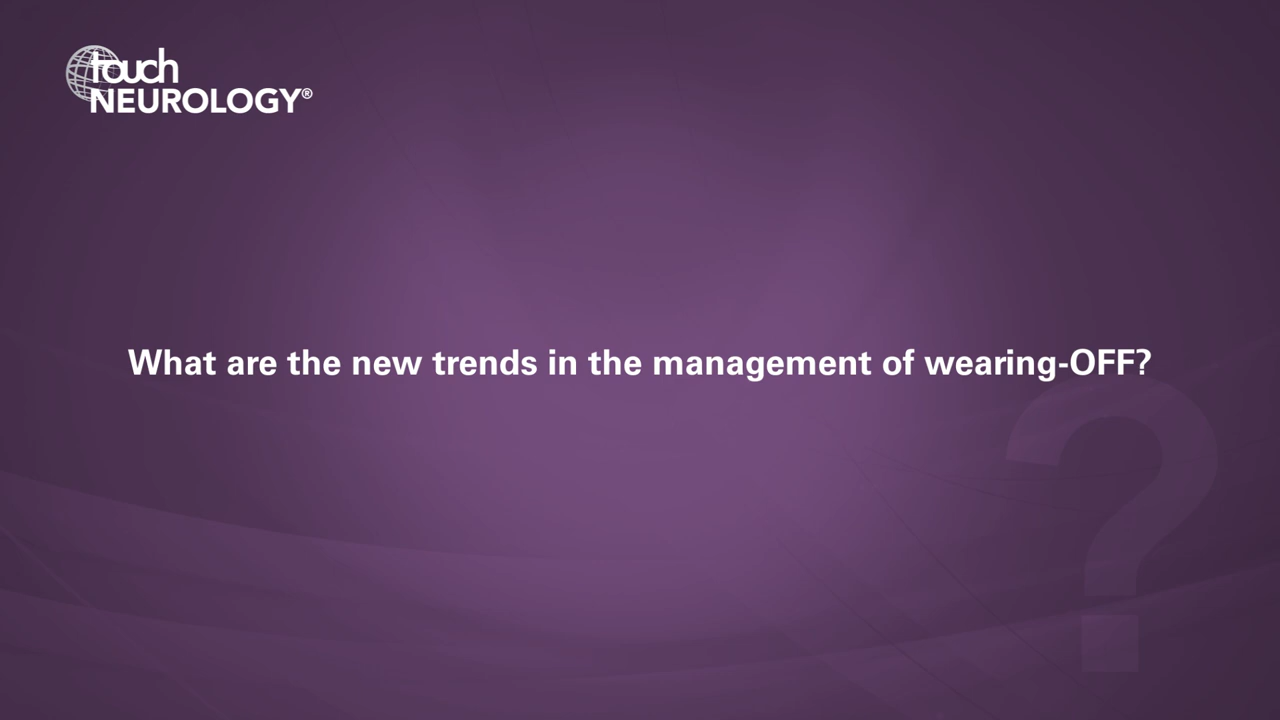 touch
NEUROLOGY®
What are the new trends in the management of wearing-OFF?
?